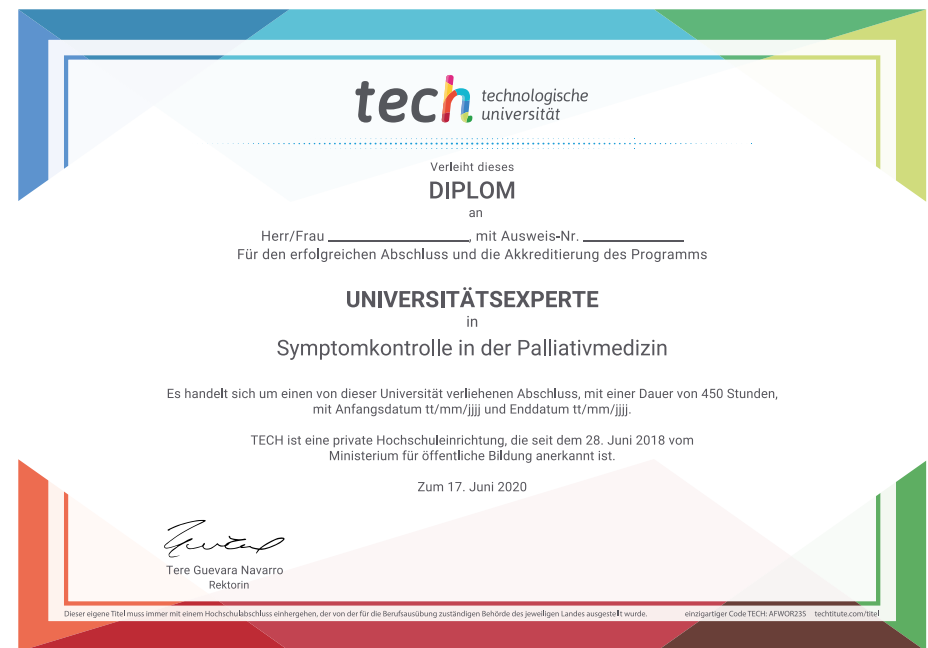 tech technologische
universität
Verleiht dieses
DIPLOM
an
Herr/Frau ____________________, mit Ausweis-Nr. ______________
Für den erfolgreichen Abschluss und die Akkreditierung des Programms
UNIVERSITÄTSEXPERTE
in
Symptomkontrolle in der Palliativmedizin
Es handelt sich um einen von dieser Universität verliehenen Abschluss, mit einer Dauer von 450 Stunden,
mit Anfangsdatum tt/mm/jjjj und Enddatum tt/mm/jjjj.
TECH ist eine private Hochschuleinrichtung, die seit dem 28. Juni 2018 vom
Ministerium für öffentliche Bildung anerkannt ist.
Zum 17. Juni 2020
Tere Guevara Navarro
Rektorin
Dieser eigene Titel muss immer mit einem Hochschulabschluss einhergehen, der von der für die Berufsausübung zuständigen Behörde des jeweiligen Landes ausgestellt wurde. einzigartiger Code TECH: AFWOR23S techtitute.com/titel